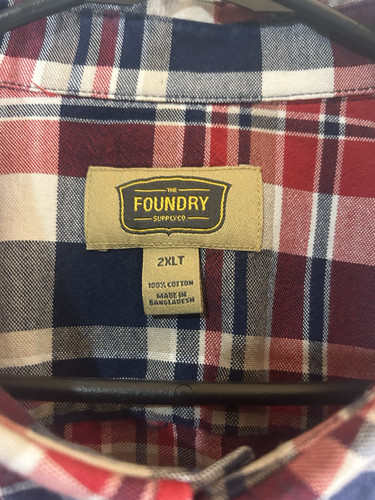 THE
FOUNDRY
SUPPLY CO.
2XLT
100% COTTON
MADE IN
BANGLADESH